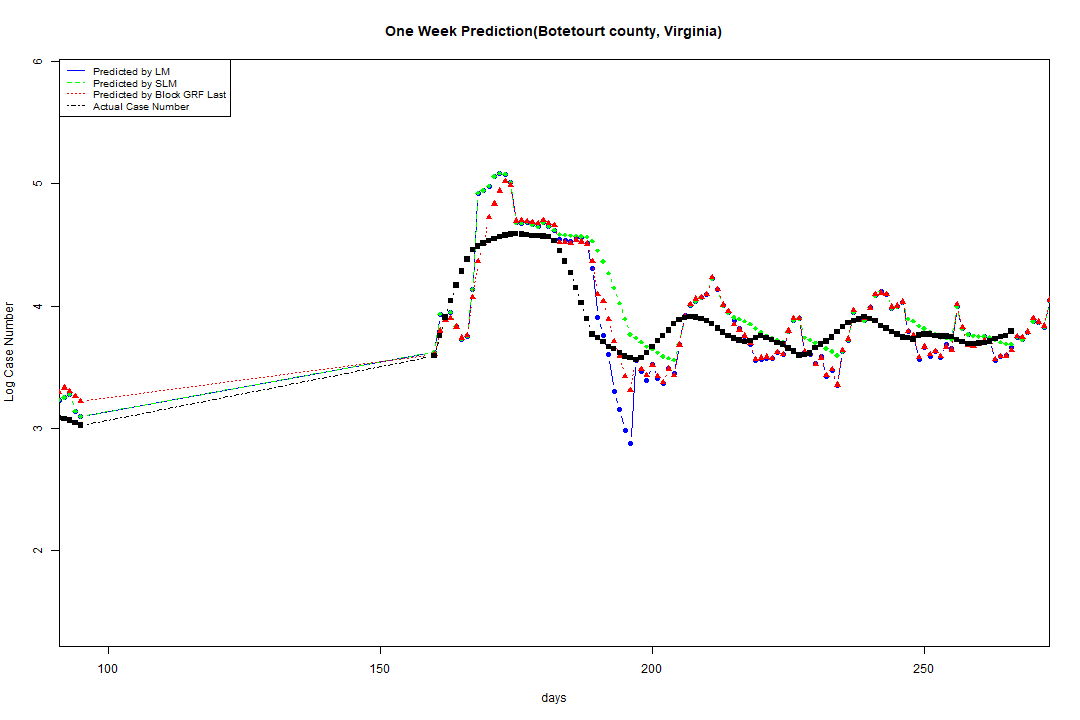 One Week Prediction(Botetourt county, Virginia)
Predicted by LM
Predicted by SLM
Predicted by Block GRF Last
Actual Case Number
6
5
4
3
2
Log Case Number
100 150 200 250
days